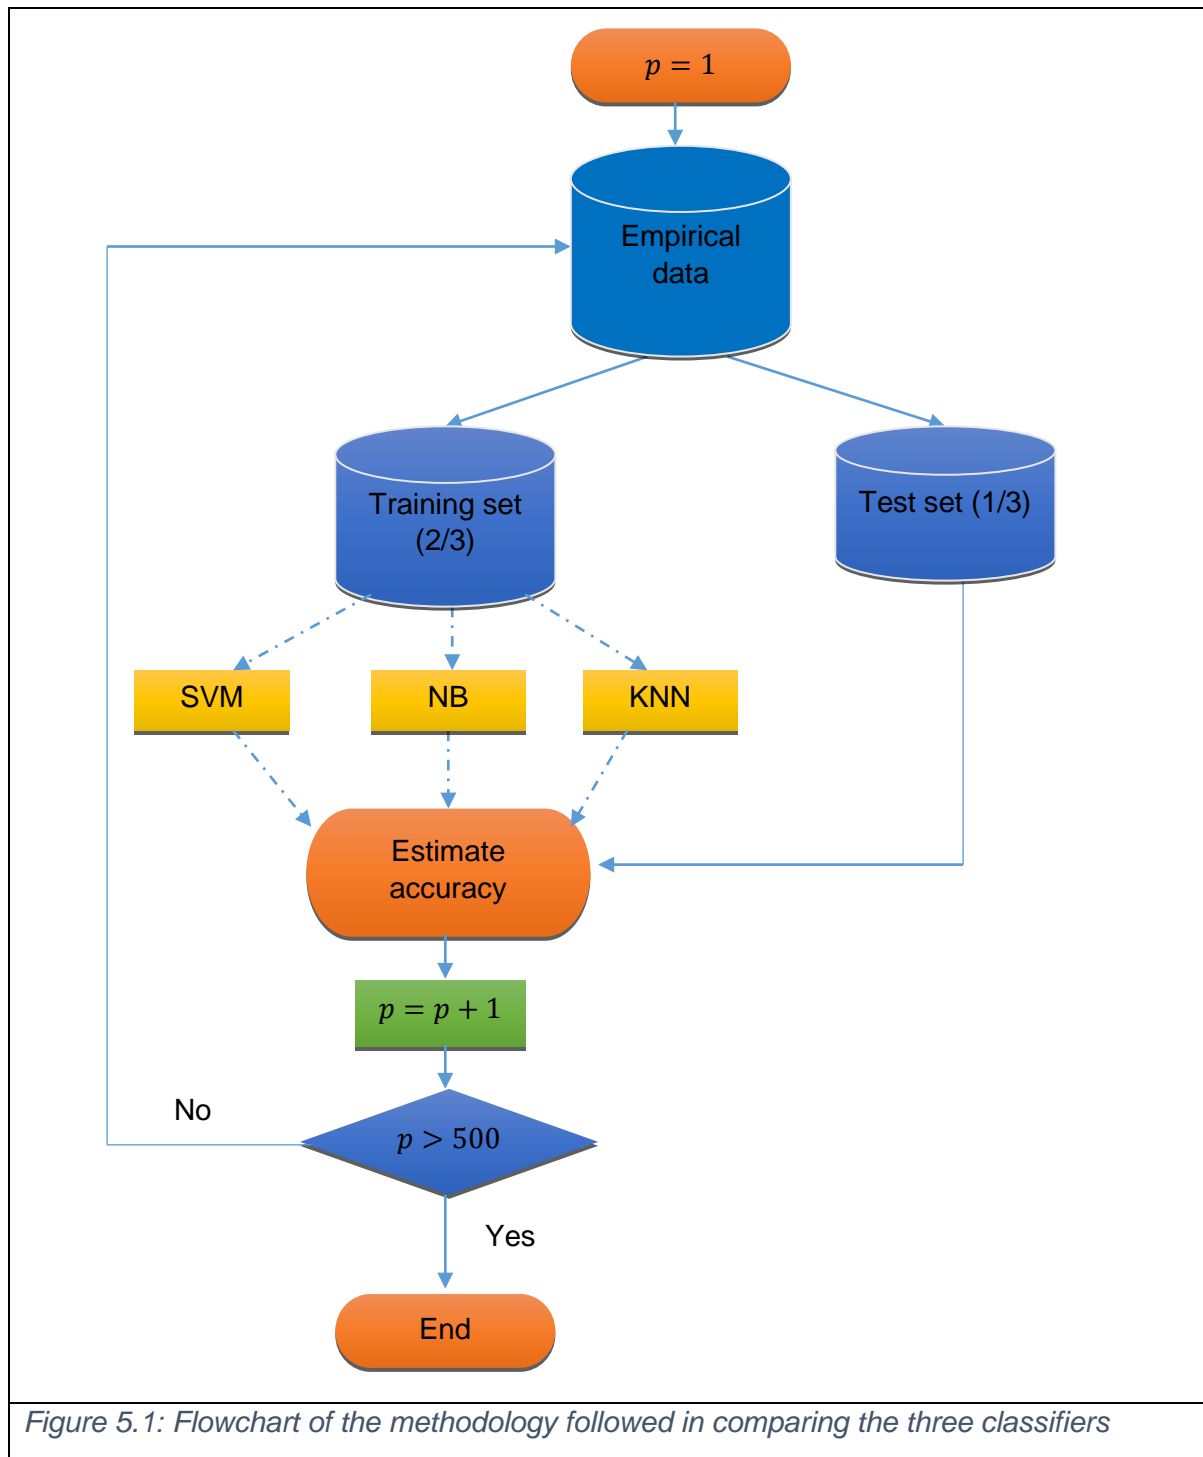 p = 1
Empirical
data
Training set
(2/3)
Test set (1/3)
SVM
NB
KNN
Estimate
accuracy
p = p + 1
No
p > 500
Yes
End
Figure 5.1: Flowchart of the methodology followed in comparing the three classifiers